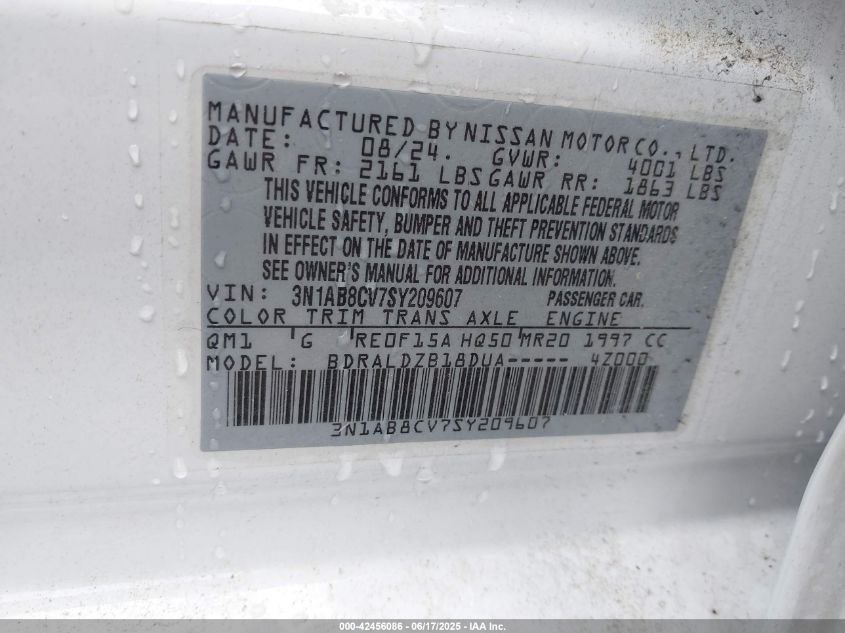 MANUFACTURED BY NISSAN MOTOR CO., LTD.
DATE: 08/24. GVWR: 4001 LBS
GAWR FR: 2161 LBS GAWR RR: 1863 LBS
THIS VEHICLE CONFORMS TO ALL APPLICABLE FEDERAL MOTOR
VEHICLE SAFETY, BUMPER AND THEFT PREVENTION STANDARDS
IN EFFECT ON THE DATE OF MANUFACTURE SHOWN ABOVE.
SEE OWNER'S MANUAL FOR ADDITIONAL INFORMATION.
VIN: 3N1AB8CV7SY209607 PASSENGER CAR.
COLOR TRIM TRANS AXLE ENGINE
QM1 G RE0F15A HQ50 MR20 1997 CC
MODEL: BDRALDZB18DUA----- 4Z000
3N1AB8CV7SY209607
000-42456086 - 06/17/2025 - IAA Inc.